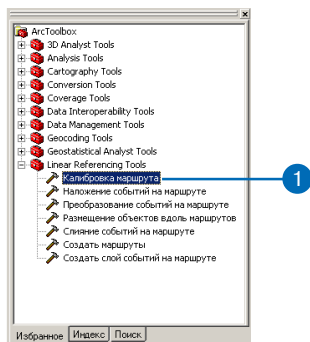 ArcToolbox
3D Analyst Tools
Analysis Tools
Cartography Tools
Conversion Tools
Coverage Tools
Data Interoperability Tools
Data Management Tools
Geocoding Tools
Geostatistical Analyst Tools
Linear Referencing Tools
Калибровка маршрута 1
Наложение событий на маршруте
Преобразование событий на маршруте
Размещение объектов вдоль маршрутов
Слияние событий на маршруте
Создать маршруты
Создать слой событий на маршруте
Избранное Индекс Поиск